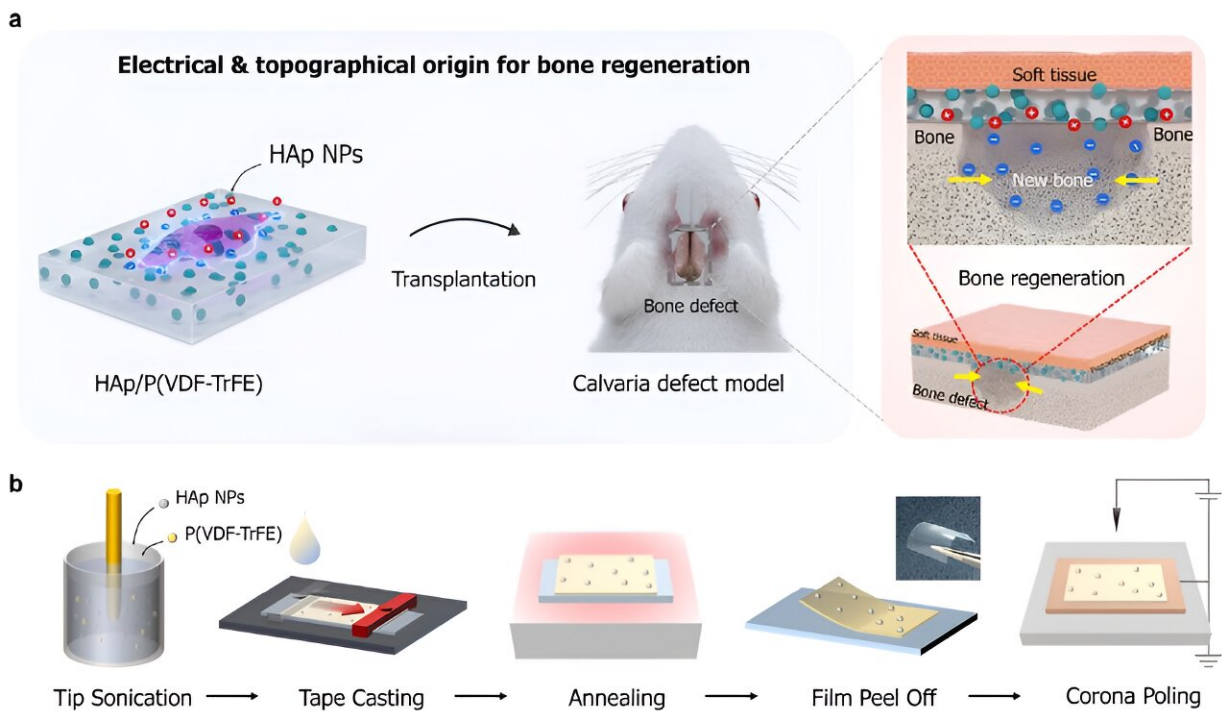 a
Electrical & topographical origin for bone regeneration
HAp NPs
HAp/P(VDF-TrFE)
Transplantation
Bone defect
Calvaria defect model
Soft tissue
Bone
Bone
New bone
Bone regeneration
Soft tissue
Bone defect
b
HAp NPs
P(VDF-TrFE)
Tip Sonication
Tape Casting
Annealing
Film Peel Off
Corona Poling